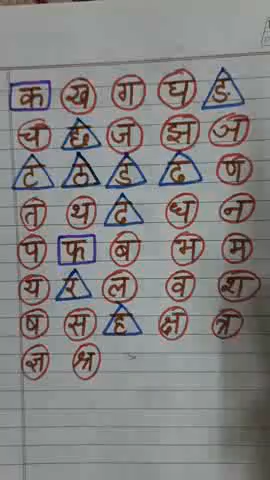 क ख ग घ ङ
च छ ज झ ञ
ट ठ ड ढ ण
त थ द ध न
प फ ब भ म
य र ल व श
ष स ह क्ष त्र
ज्ञ श्र